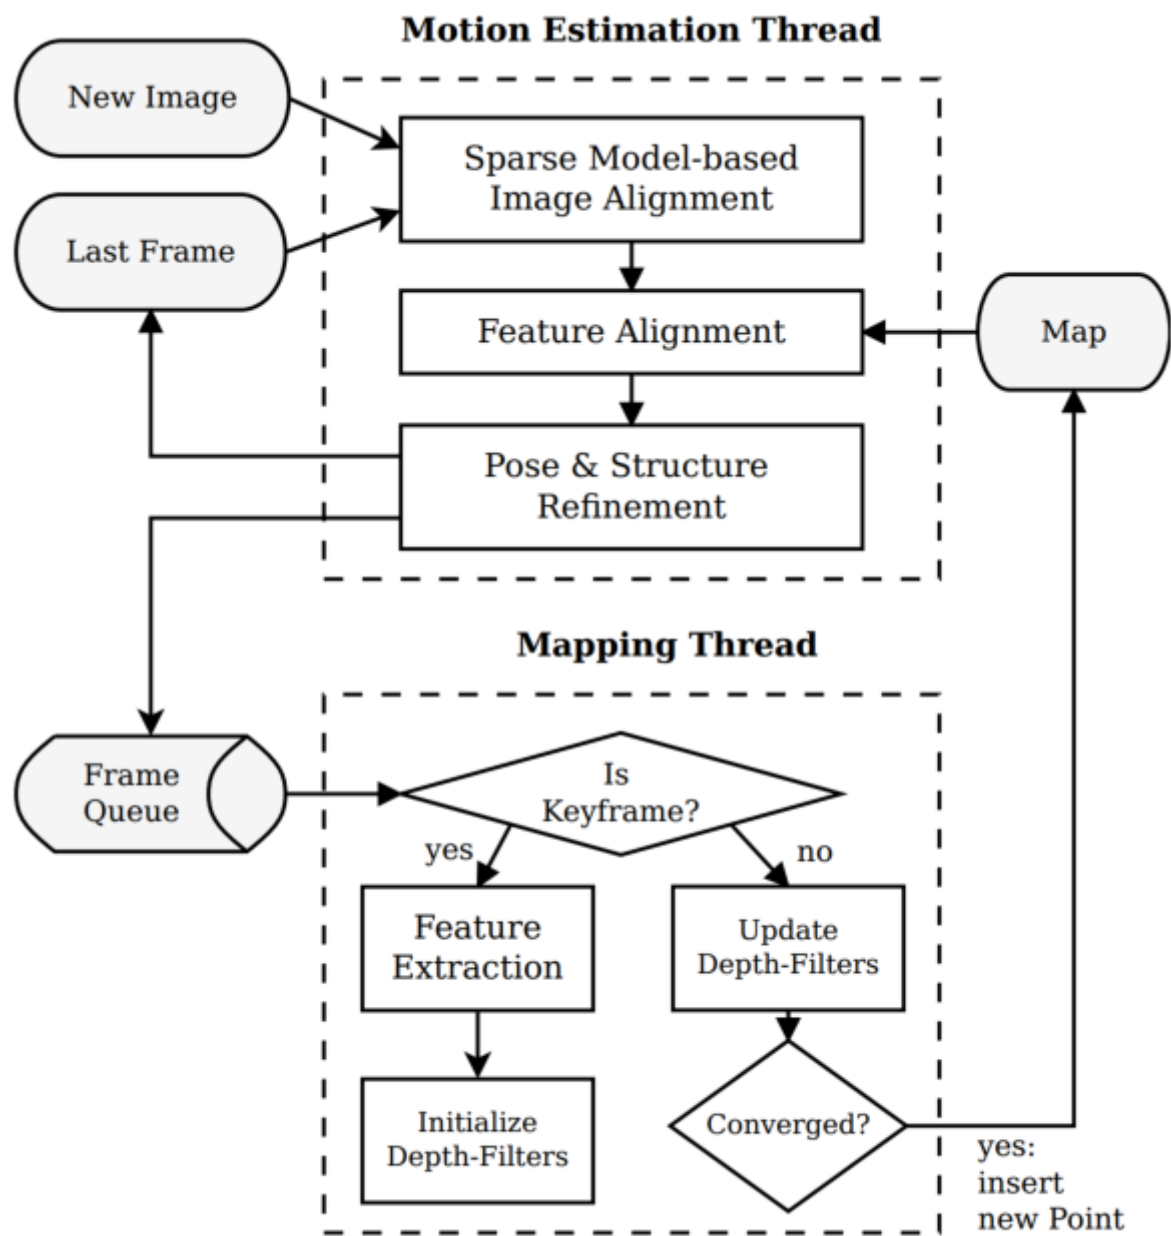 Motion Estimation Thread
New Image
Sparse Model-based
Image Alignment
Last Frame
Feature Alignment
Map
Pose & Structure
Refinement
Mapping Thread
Frame
Queue
Is
Keyframe?
yes
no
Feature
Extraction
Update
Depth-Filters
Initialize
Depth-Filters
Converged?
yes:
insert
new Point